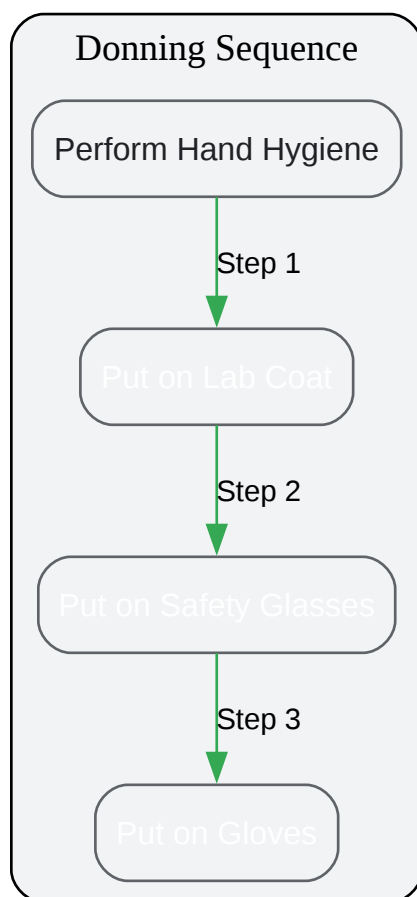 Donning Sequence
Perform Hand Hygiene
Step 1
Put on Lab Coat
Step 2
Put on Safety Glasses
Step 3
Put on Gloves